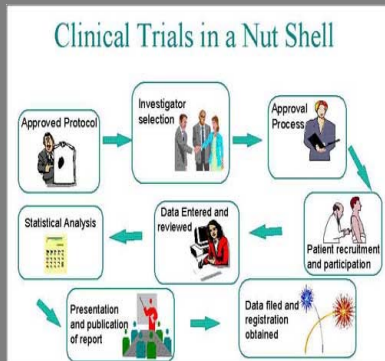 Clinical Trials in a Nut Shell
Approved Protocol
Investigator
selection
Approval
Process
Patient recruitment
and participation
Data Entered and
reviewed
Statistical Analysis
Presentation
and publication
of report
Data filed and
registration
obtained